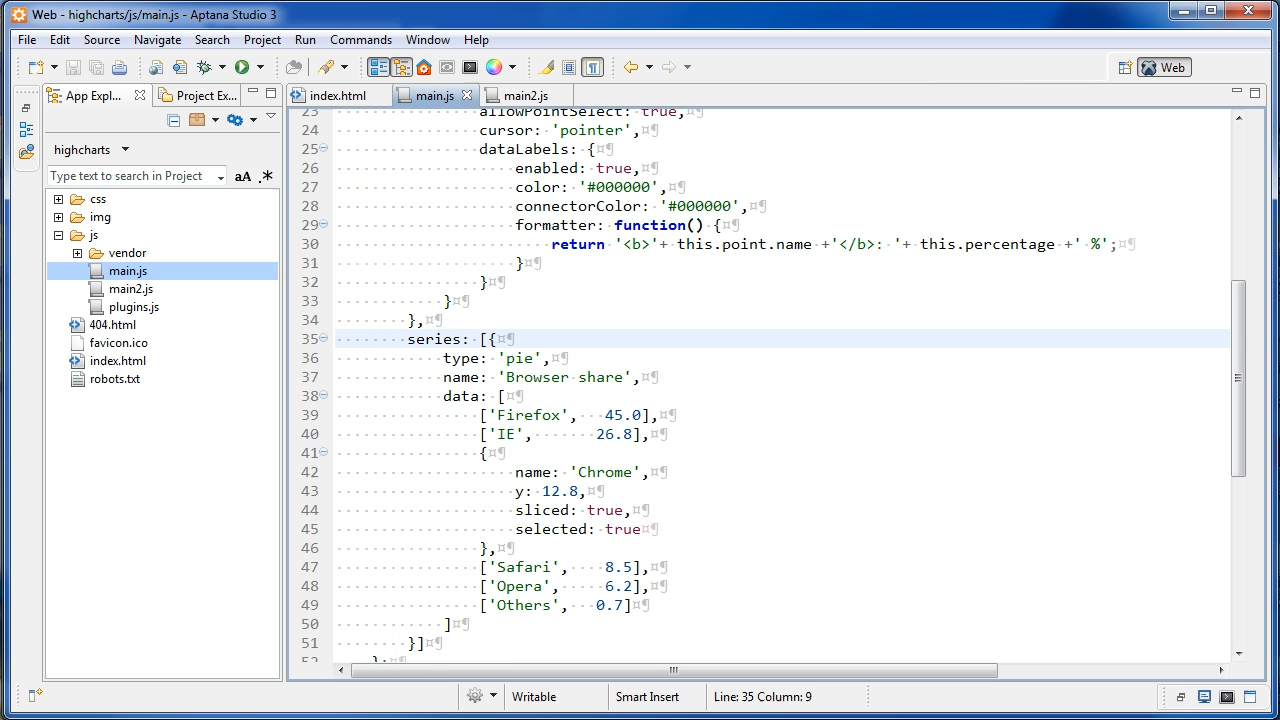 Web - highcharts/js/main.js - Aptana Studio 3
File Edit Source Navigate Search Project Run Commands Window Help
Web
App Expl... Project Ex...
index.html main.js main2.js
highcharts
Type text to search in Project aA .*
css
img
js
vendor
main.js
main2.js
plugins.js
404.html
favicon.ico
index.html
robots.txt
23 allowPointSelect: true,¤¶
24 cursor: 'pointer',¤¶
25 dataLabels: {¤¶
26 enabled: true,¤¶
27 color: '#000000',¤¶
28 connectorColor: '#000000',¤¶
29 formatter: function() {¤¶
30 return '<b>'+ this.point.name +'</b>: '+ this.percentage +' %';¤¶
31 }¤¶
32 }¤¶
33 }¤¶
34 },¤¶
35 series: [{¤¶
36 type: 'pie',¤¶
37 name: 'Browser share',¤¶
38 data: [¤¶
39 ['Firefox', 45.0],¤¶
40 ['IE', 26.8],¤¶
41 {¤¶
42 name: 'Chrome',¤¶
43 y: 12.8,¤¶
44 sliced: true,¤¶
45 selected: true¤¶
46 },¤¶
47 ['Safari', 8.5],¤¶
48 ['Opera', 6.2],¤¶
49 ['Others', 0.7]¤¶
50 ]¤¶
51 }]¤¶
52 };¤¶
Writable Smart Insert Line: 35 Column: 9